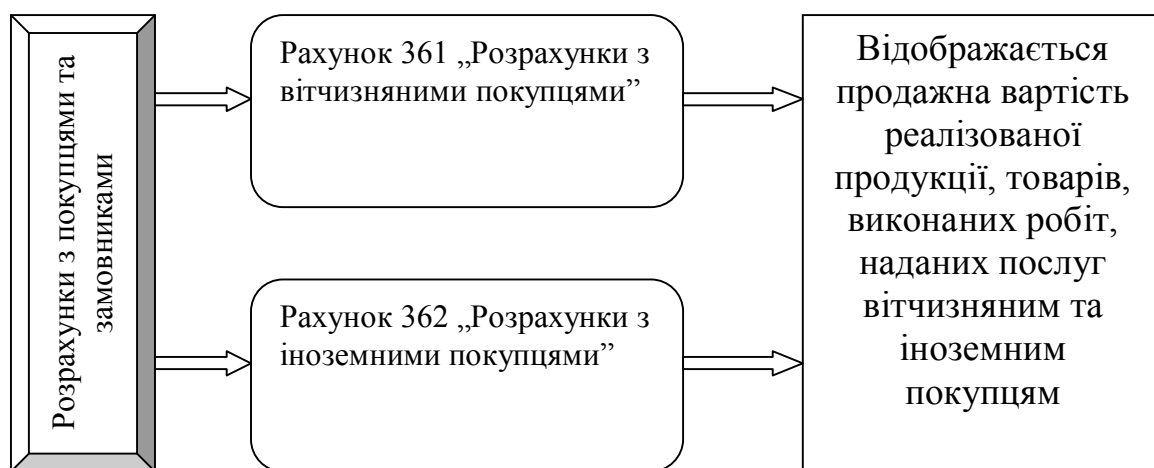 Розрахунки з покупцями та
замовниками
Рахунок 361 „Розрахунки з
вітчизняними покупцями”
Рахунок 362 „Розрахунки з
іноземними покупцями”
Відображається
продажна вартість
реалізованої
продукції, товарів,
виконаних робіт,
наданих послуг
вітчизняним та
іноземним
покупцям